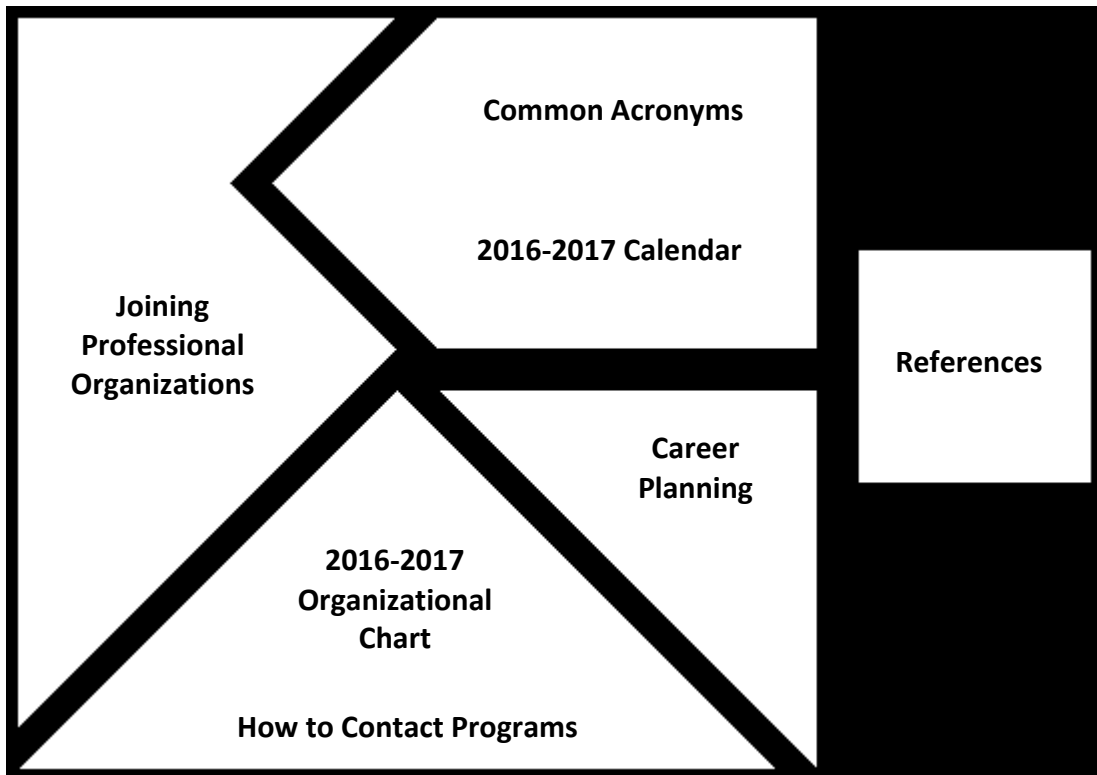 Common Acronyms
2016-2017 Calendar
Joining
Professional
Organizations
References
Career
Planning
2016-2017
Organizational
Chart
How to Contact Programs